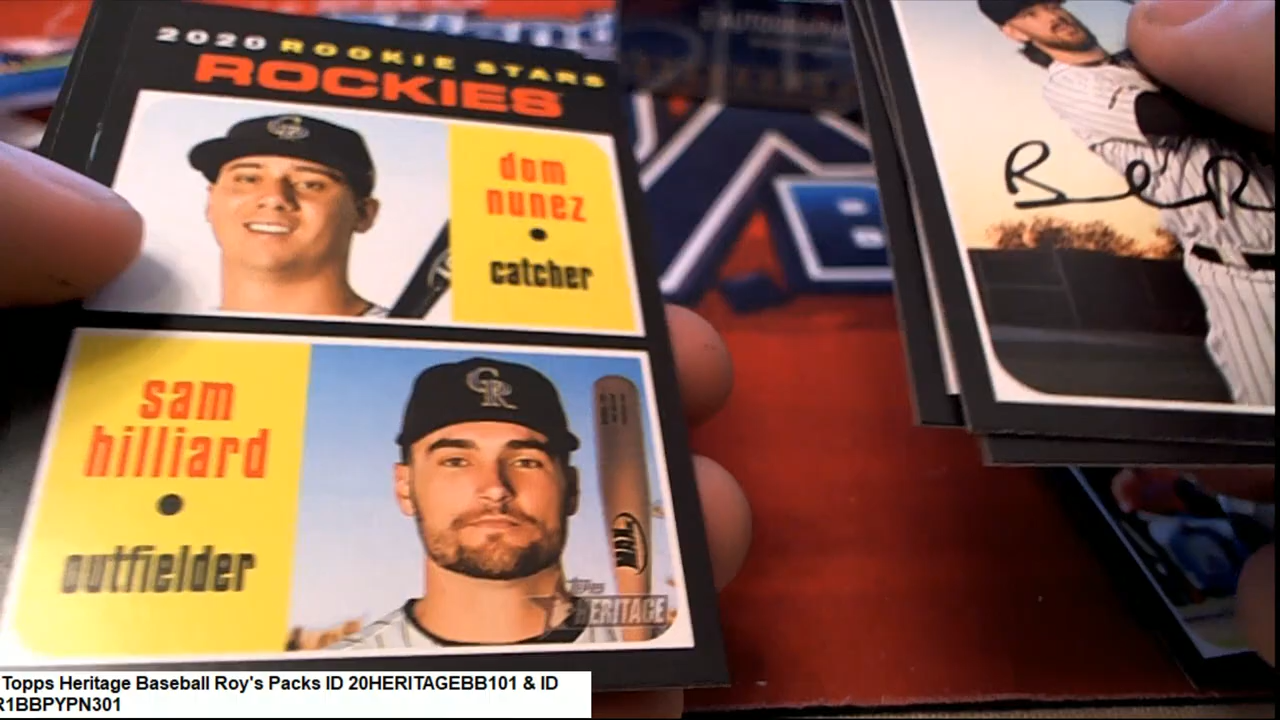 2020 ROOKIE STARS
ROCKIES
dom
nunez
catcher
sam
hilliard
outfielder
Topps
HERITAGE
CR
Topps Heritage Baseball Roy's Packs ID 20HERITAGEBB101 & ID
R1BBPYPN301